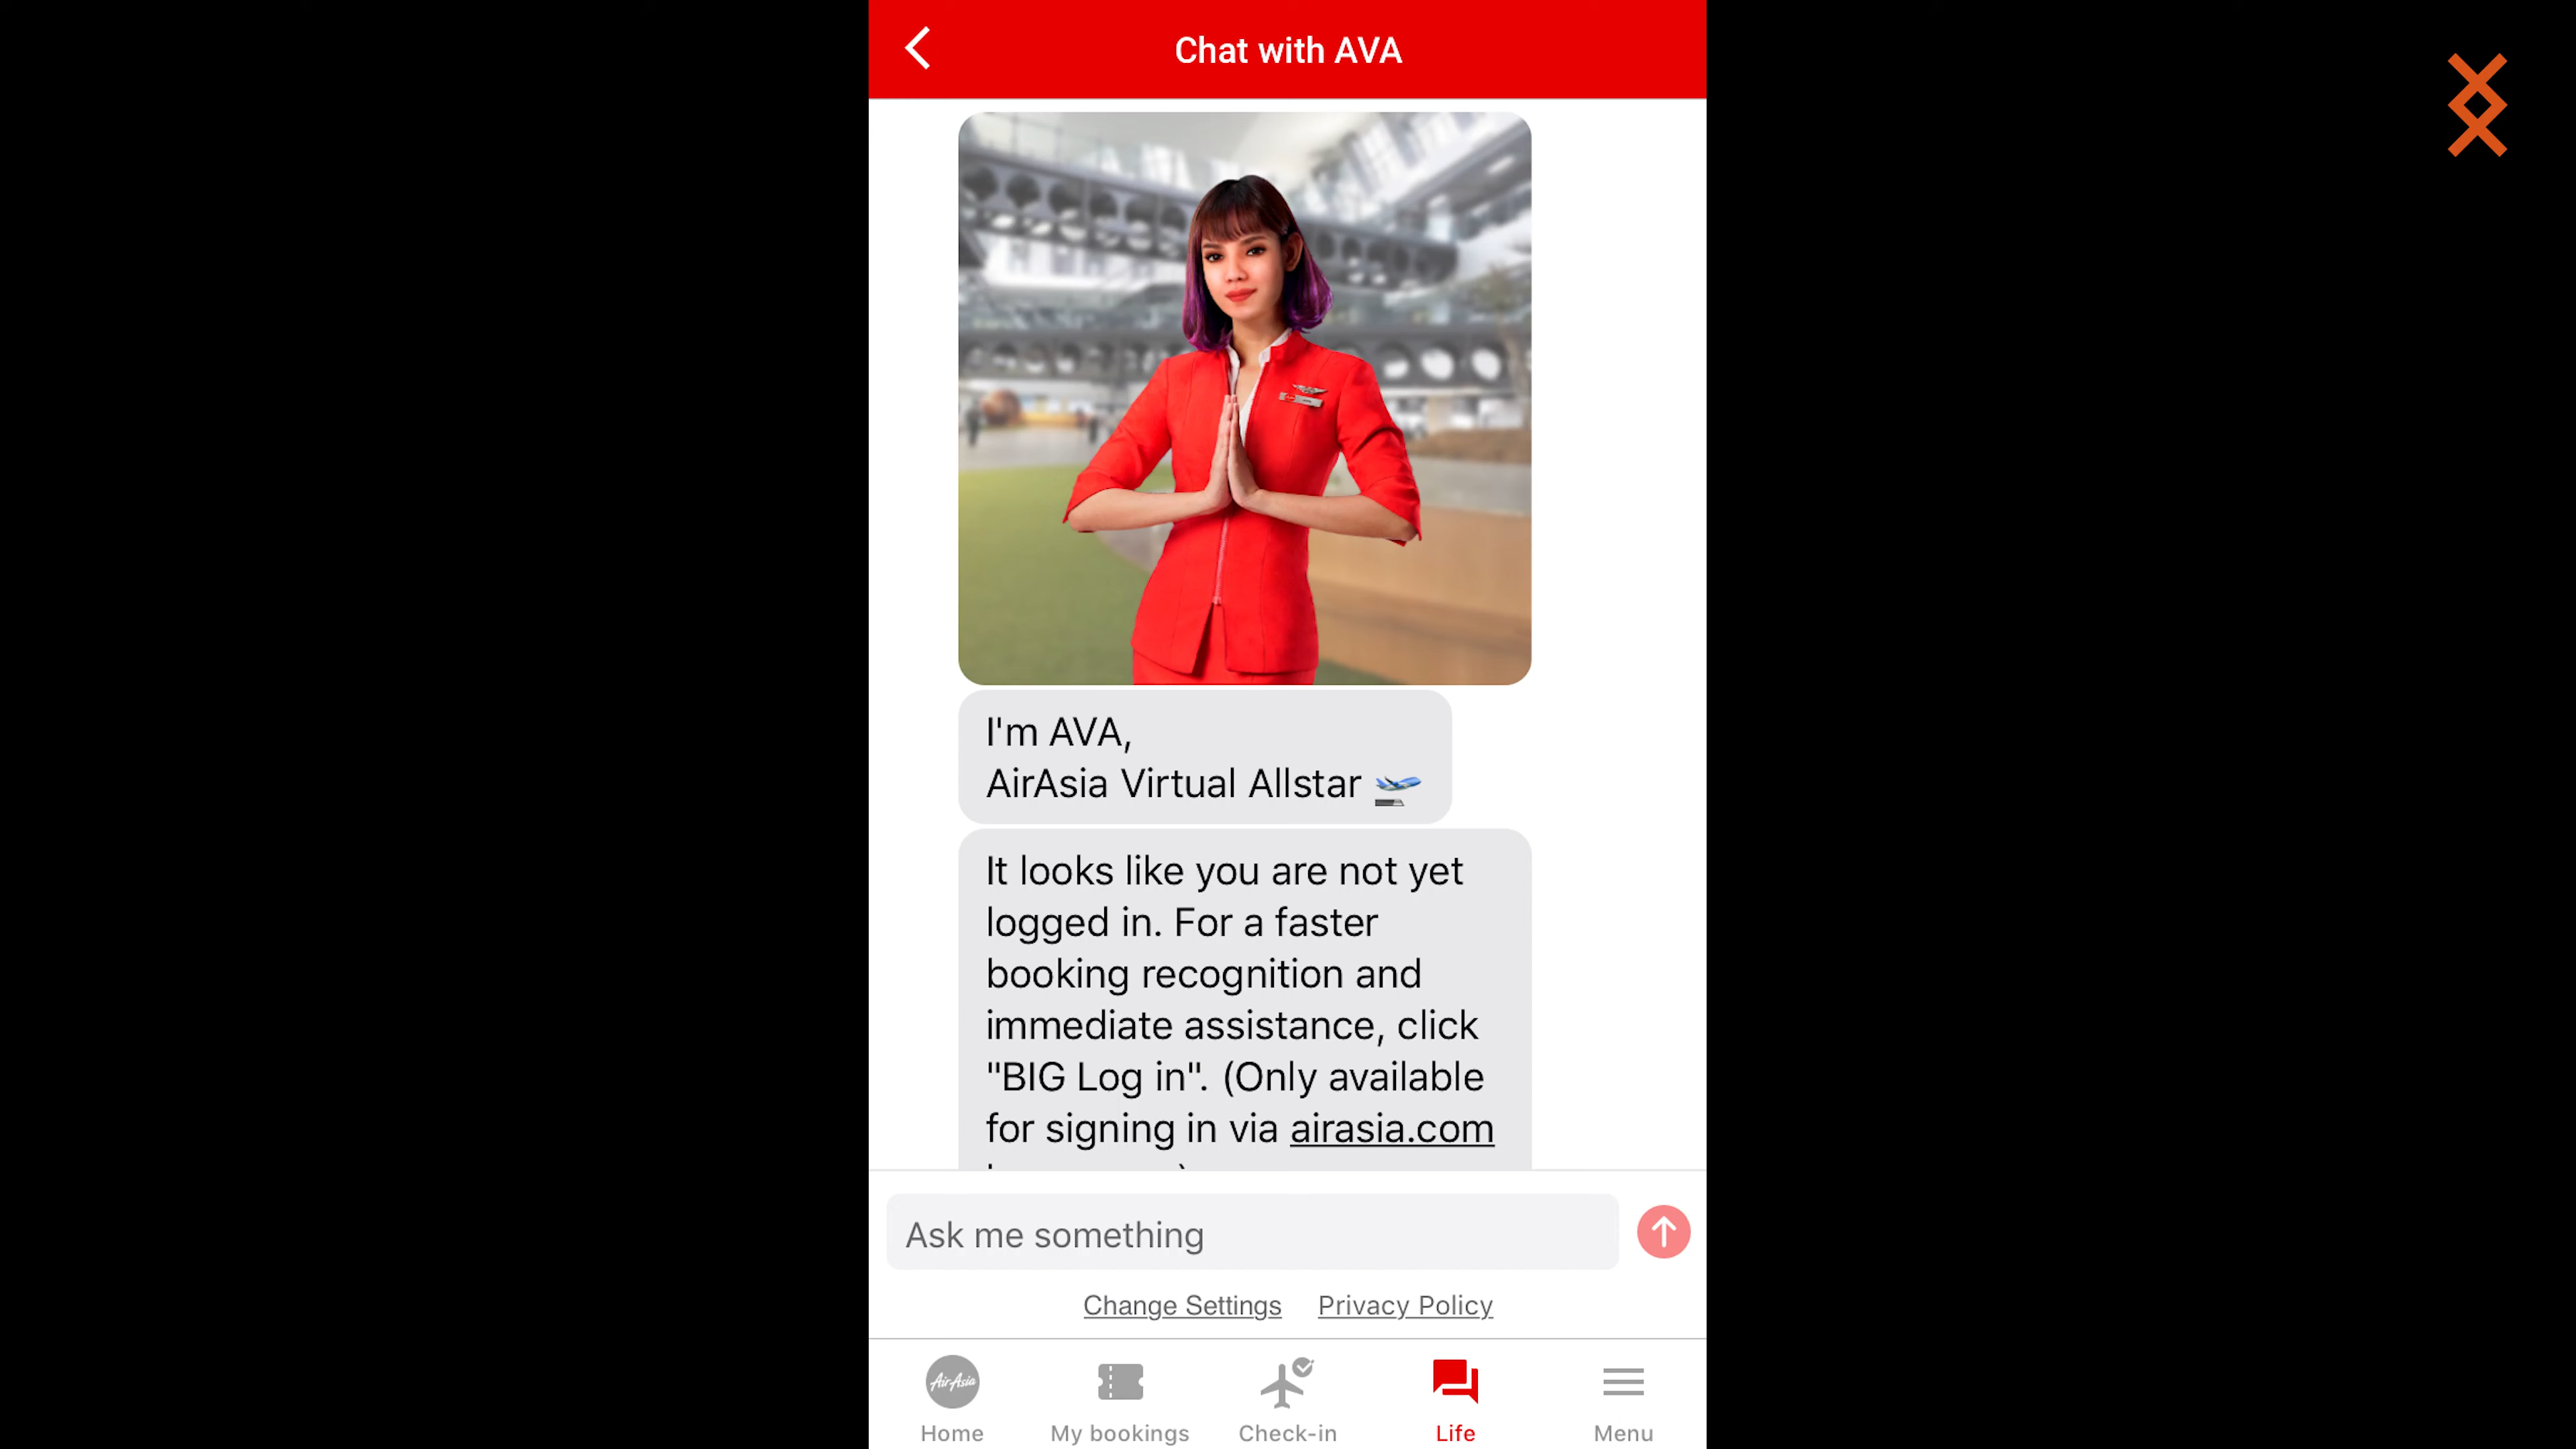 Chat with AVA
I'm AVA,
AirAsia Virtual Allstar
It looks like you are not yet
logged in. For a faster
booking recognition and
immediate assistance, click
"BIG Log in". (Only available
for signing in via airasia.com
Ask me something
Change Settings Privacy Policy
AirAsia
Home My bookings Check-in Life Menu